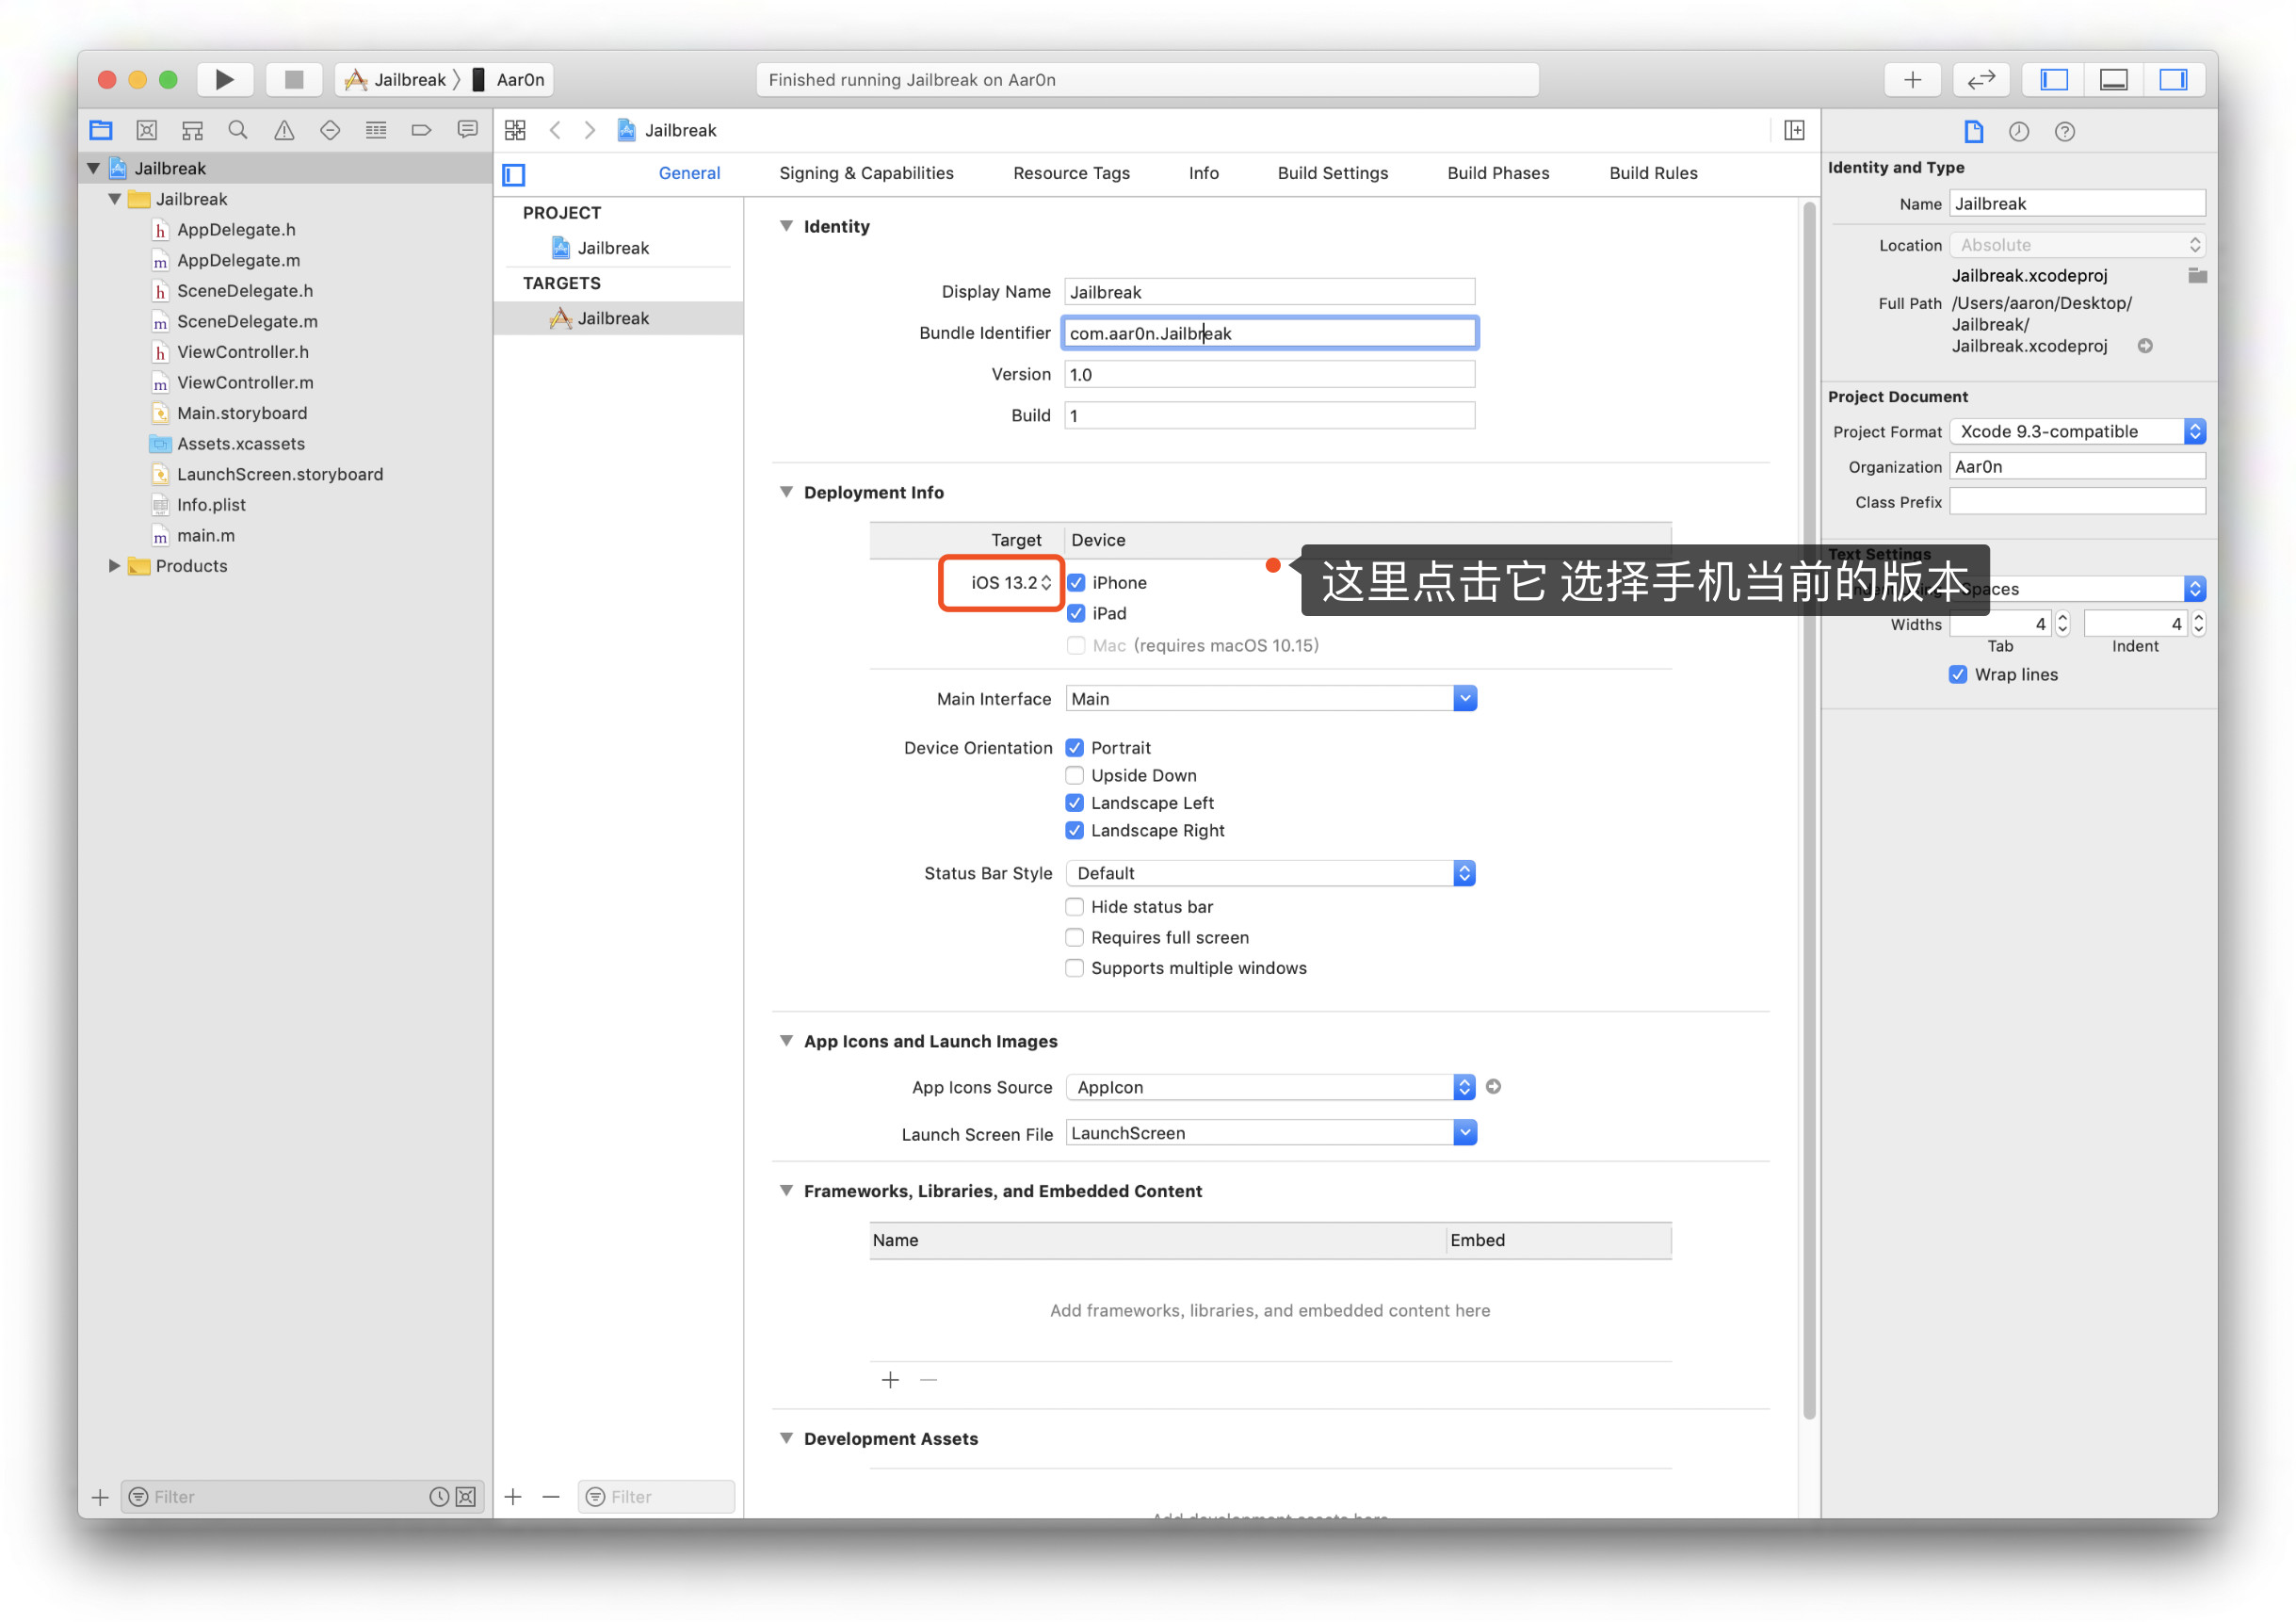 Jailbreak 〉 Aar0n
Finished running Jailbreak on Aar0n
Jailbreak
Jailbreak
AppDelegate.h
AppDelegate.m
SceneDelegate.h
SceneDelegate.m
ViewController.h
ViewController.m
Main.storyboard
Assets.xcassets
LaunchScreen.storyboard
Info.plist
main.m
Products
Filter
Jailbreak
General Signing & Capabilities Resource Tags Info Build Settings Build Phases Build Rules
PROJECT
Jailbreak
TARGETS
Jailbreak
Filter
Identity
Display Name Jailbreak
Bundle Identifier com.aar0n.Jailbreak
Version 1.0
Build 1
Deployment Info
Target Device
iOS 13.2 iPhone
这里点击它 选择手机当前的版本
iPad
Mac (requires macOS 10.15)
Main Interface Main
Device Orientation Portrait
Upside Down
Landscape Left
Landscape Right
Status Bar Style Default
Hide status bar
Requires full screen
Supports multiple windows
App Icons and Launch Images
App Icons Source AppIcon
Launch Screen File LaunchScreen
Frameworks, Libraries, and Embedded Content
Name Embed
Add frameworks, libraries, and embedded content here
Development Assets
Add development assets here
Identity and Type
Name Jailbreak
Location Absolute
Jailbreak.xcodeproj
Full Path /Users/aaron/Desktop/
Jailbreak/
Jailbreak.xcodeproj
Project Document
Project Format Xcode 9.3-compatible
Organization Aar0n
Class Prefix
Text Settings
Spaces
Widths 4 4
Tab Indent
Wrap lines